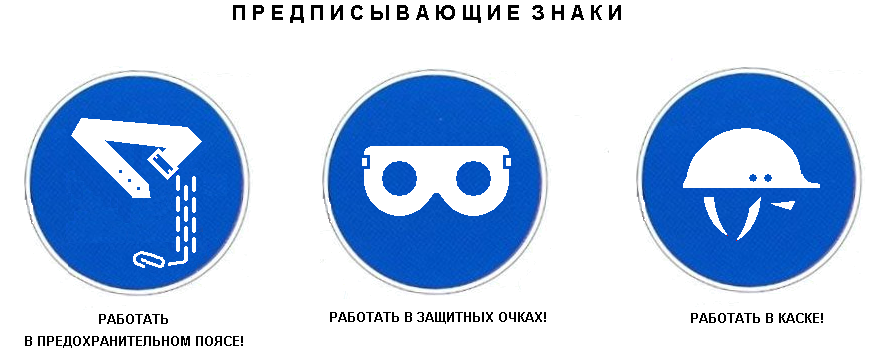 ПРЕДПИСЫВАЮЩИЕ ЗНАКИ
РАБОТАТЬ
В ПРЕДОХРАНИТЕЛЬНОМ ПОЯСЕ!
РАБОТАТЬ В ЗАЩИТНЫХ ОЧКАХ!
РАБОТАТЬ В КАСКЕ!